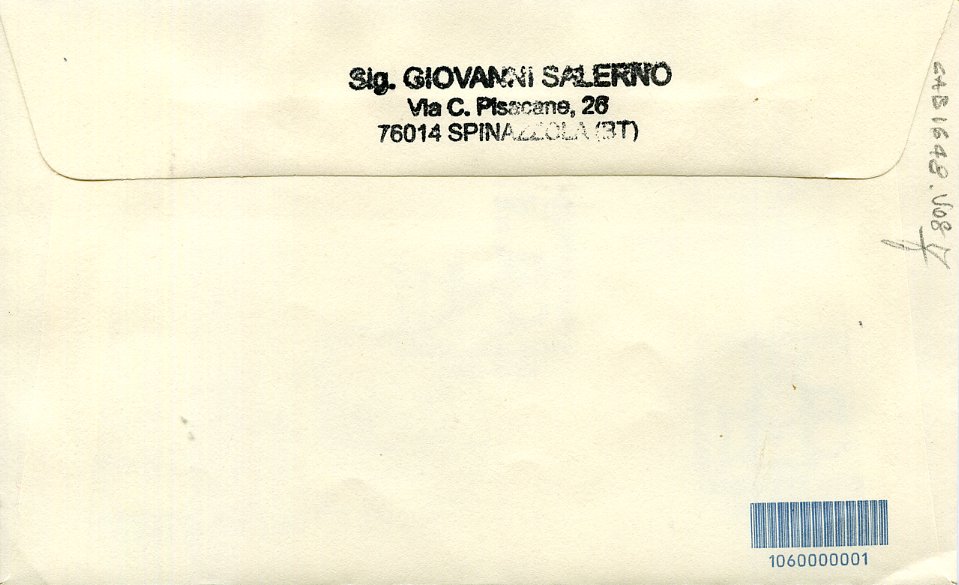 Sig. GIOVANNI SALERNO
Via C. Pisacane, 26
76014 SPINAZZOLA (BT)
1060000001